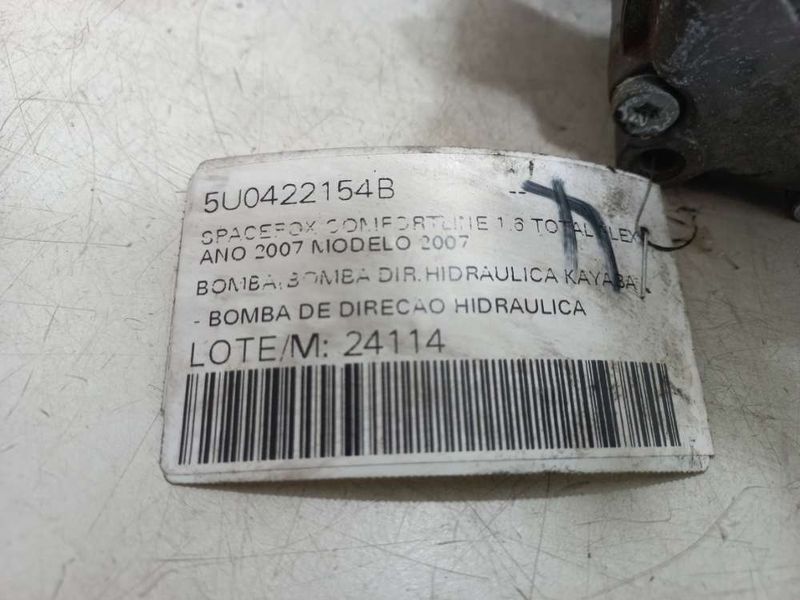 5U0422154B --
SPACEFOX COMFORTLINE 1.6 TOTAL FLEX
ANO 2007 MODELO 2007
BOMBA, BOMBA DIR. HIDRAULICA KAYABA
- BOMBA DE DIRECAO HIDRAULICA
LOTE/M: 24114